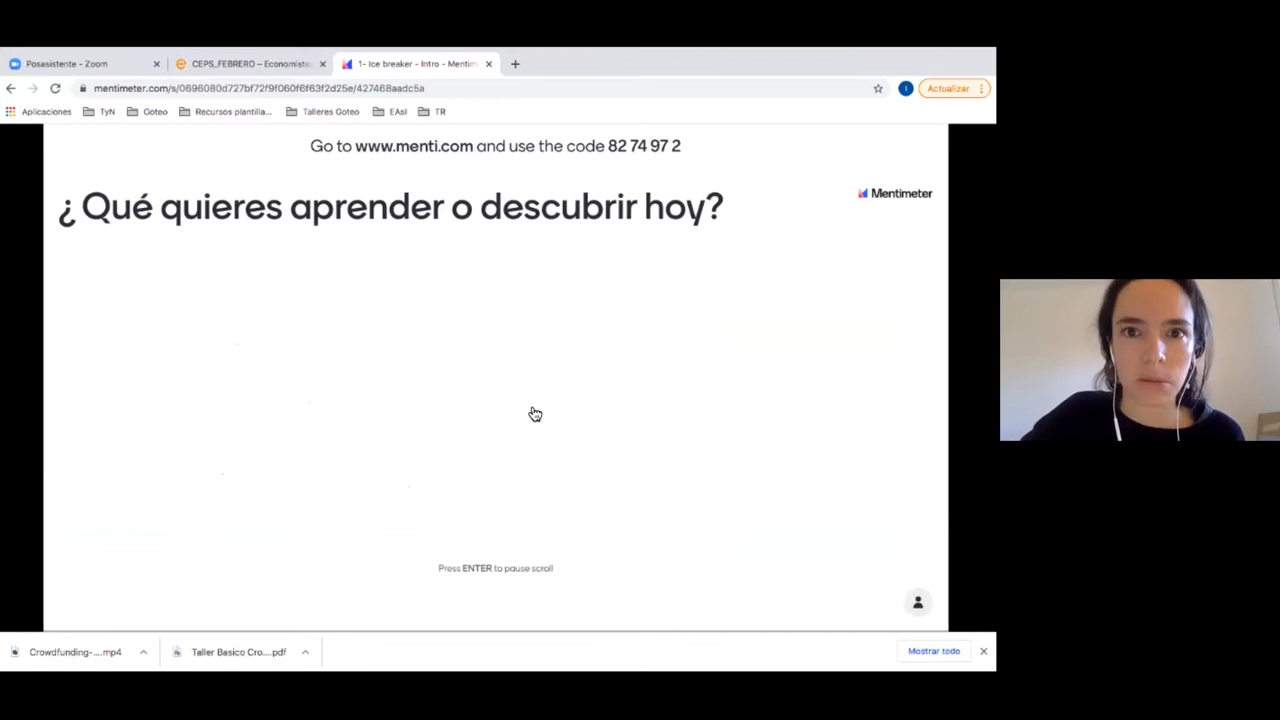 Posasistente - Zoom
CEPS_FEBRERO – Economiste
1- Ice breaker - Intro - Mentim
mentimeter.com/s/0696080d727bf72f9f060f6f63f2d25e/427468aadc5a
Actualizar
Aplicaciones
TyN
Goteo
Recursos plantilla...
Talleres Goteo
EAsI
TR
Go to www.menti.com and use the code 82 74 97 2
Mentimeter
¿ Qué quieres aprender o descubrir hoy?
Press ENTER to pause scroll
Crowdfunding-....mp4
Taller Basico Cro....pdf
Mostrar todo